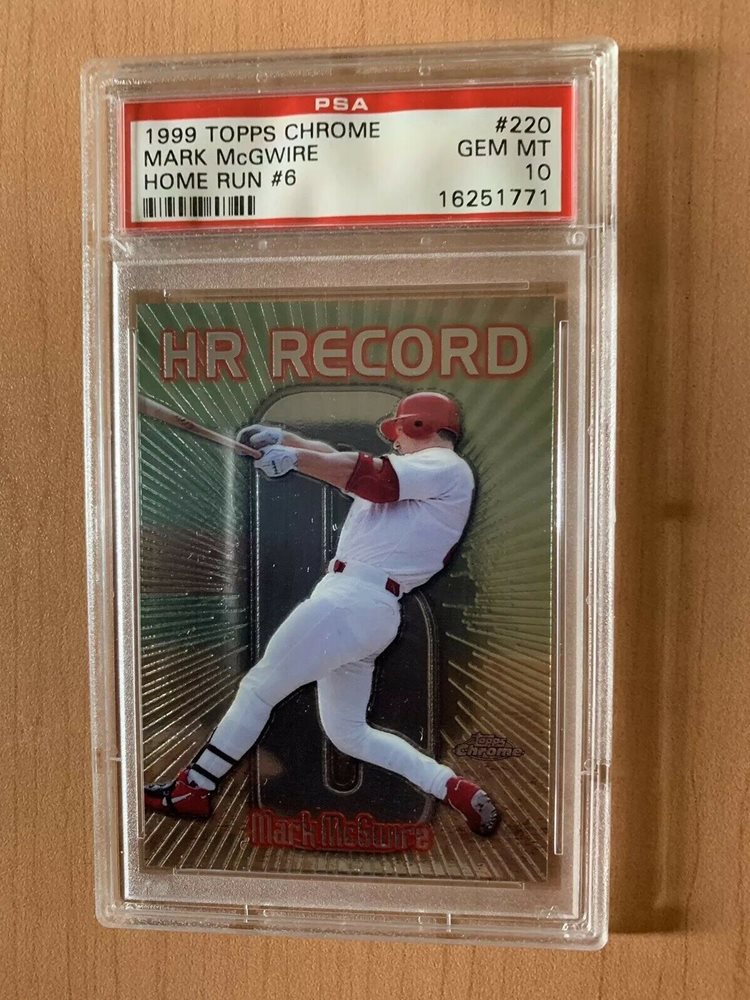 PSA
1999 TOPPS CHROME #220
MARK McGWIRE GEM MT
HOME RUN #6 10
16251771
HR RECORD
6
Topps
Chrome
Mark McGwire